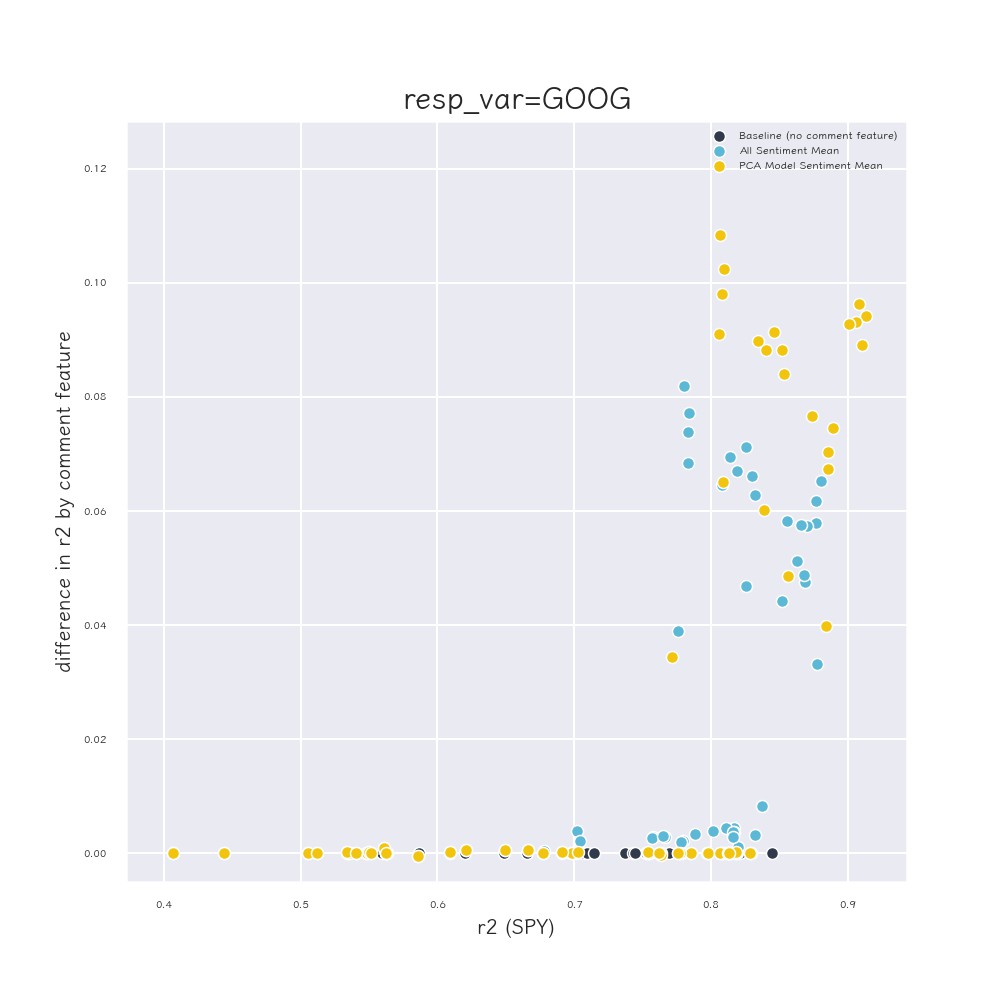 resp_var=GOOG
Baseline (no comment feature)
All Sentiment Mean
PCA Model Sentiment Mean
0.12
0.10
0.08
0.06
0.04
0.02
0.00
difference in r2 by comment feature
0.4 0.5 0.6 0.7 0.8 0.9
r2 (SPY)